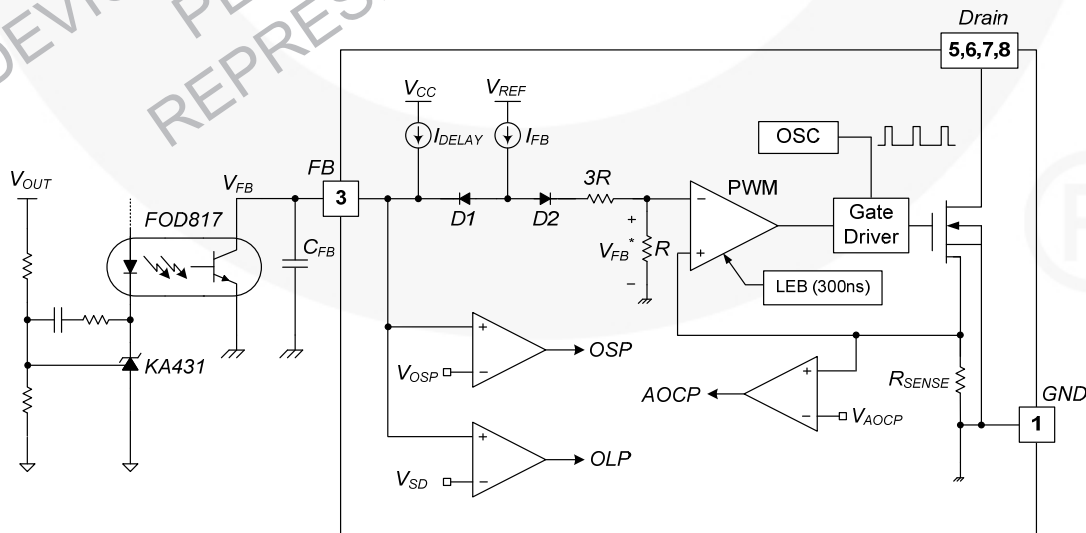 Drain
5,6,7,8
VCC
VREF
IDELAY
IFB
OSC
VOUT
VFB
FB
3
3R
PWM
FOD817
D1
D2
Gate
Driver
CFB
+
VFB*
R
−
−
+
LEB (300ns)
KA431
+
VOSP
−
OSP
AOCP
+
−
VAOCP
RSENSE
GND
1
+
VSD
−
OLP
R